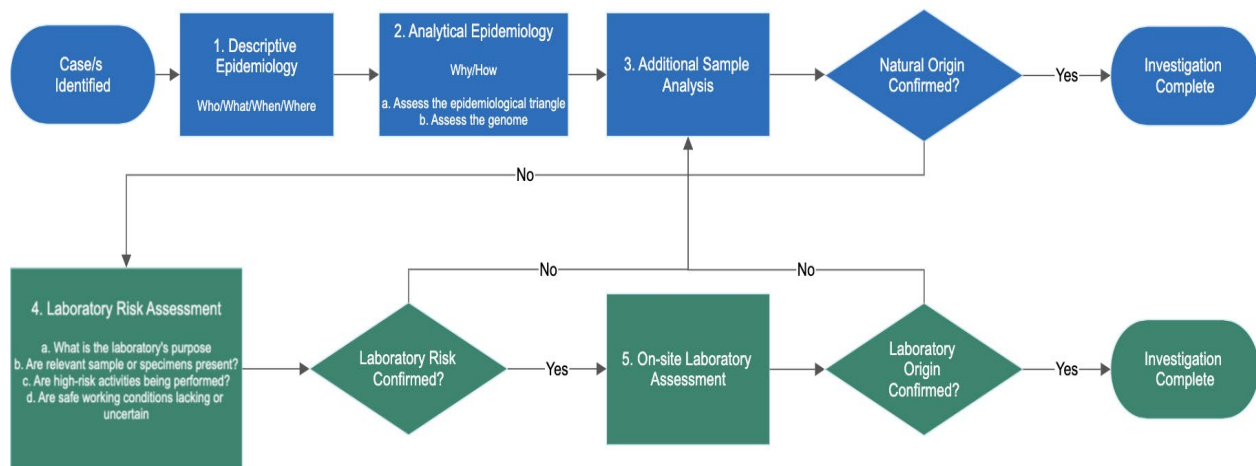 Case/s
Identified
1. Descriptive
Epidemiology
Who/What/When/Where
2. Analytical Epidemiology
Why/How
a. Assess the epidemiological triangle
b. Assess the genome
3. Additional Sample
Analysis
Natural Origin
Confirmed?
Yes
Investigation
Complete
No
No
No
4. Laboratory Risk Assessment
a. What is the laboratory's purpose
b. Are relevant sample or specimens present?
c. Are high-risk activities being performed?
d. Are safe working conditions lacking or
uncertain
Laboratory Risk
Confirmed?
Yes
5. On-site Laboratory
Assessment
Laboratory
Origin
Confirmed?
Yes
Investigation
Complete